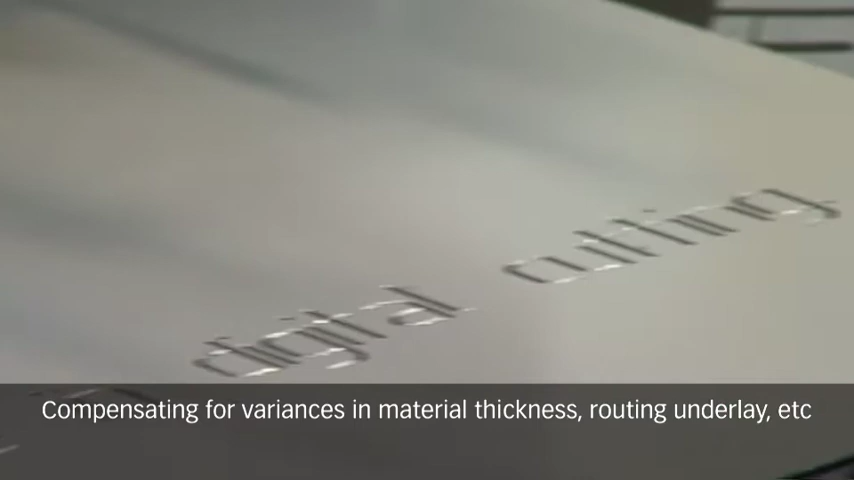 digital cutting
Compensating for variances in material thickness, routing underlay, etc